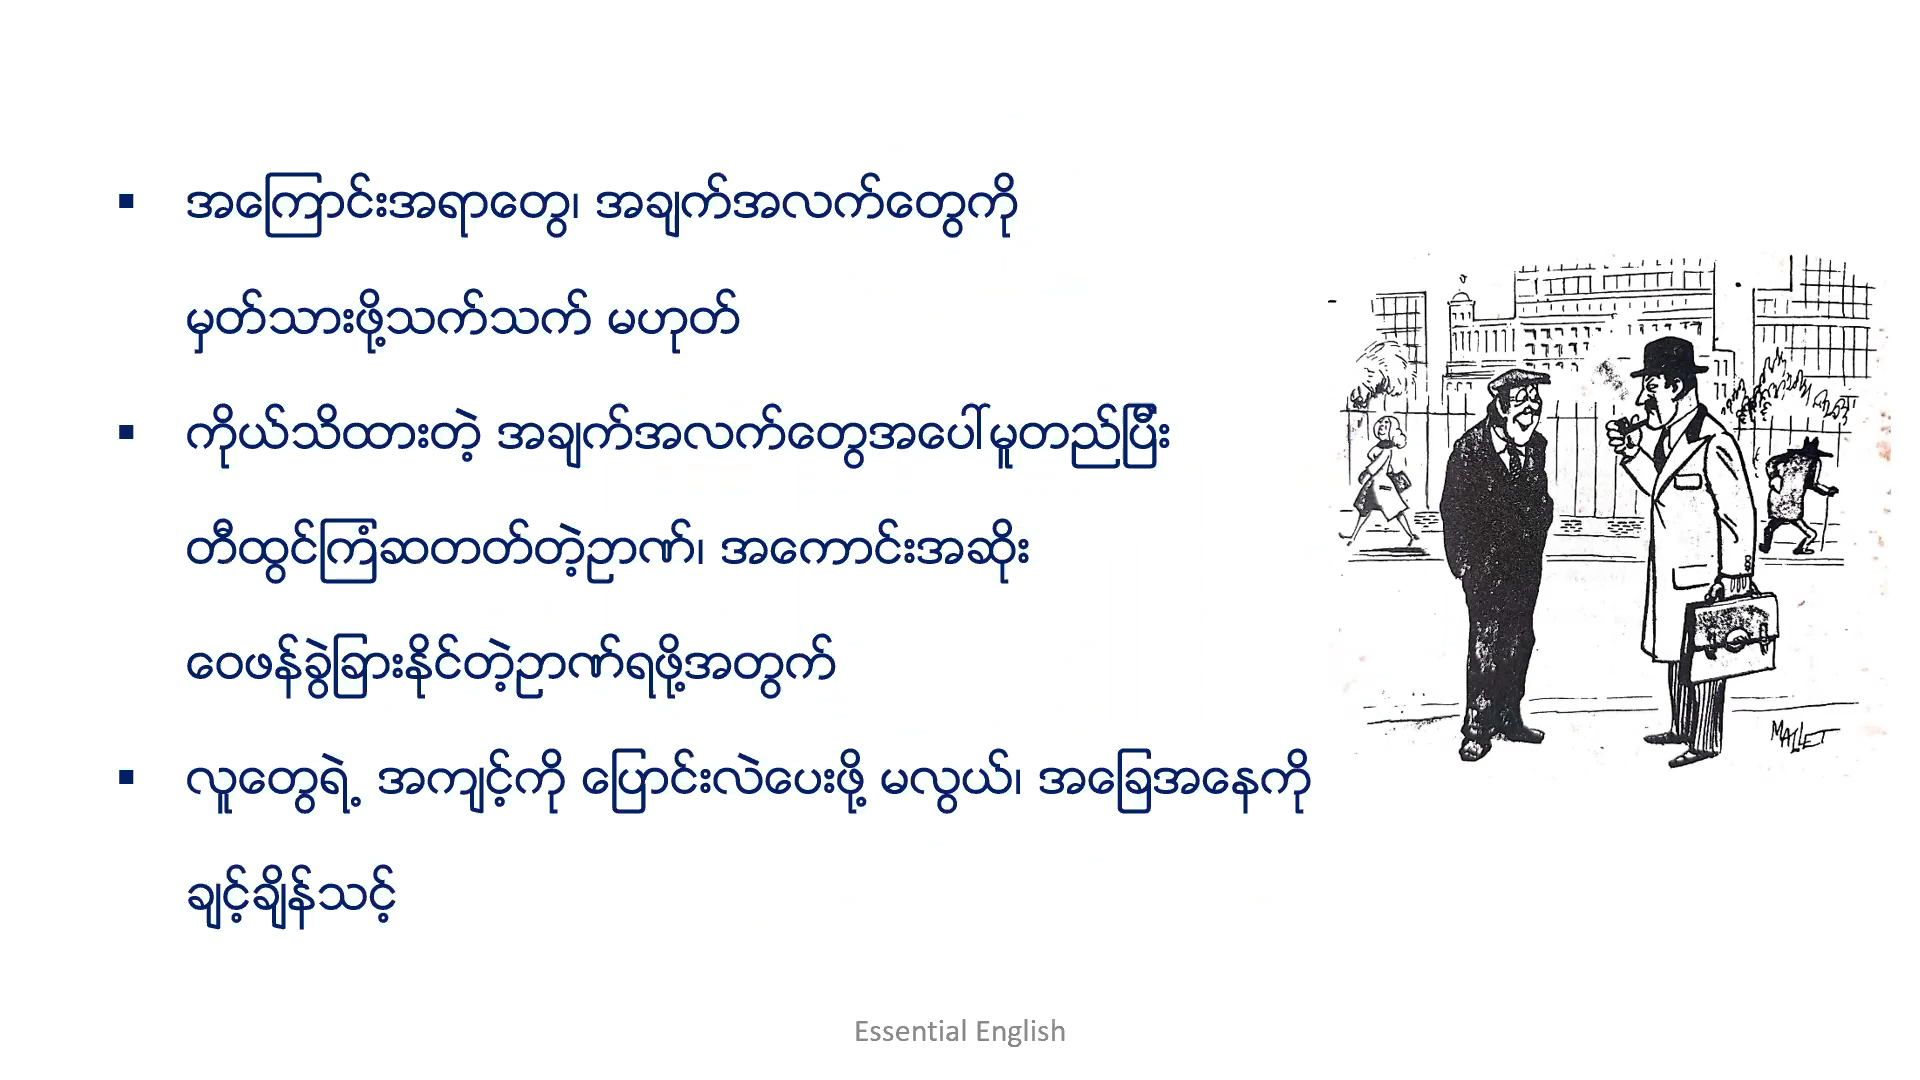 ▪ အကြောင်းအရာတွေ၊ အချက်အလက်တွေကို
မှတ်သားဖို့သက်သက် မဟုတ်
▪ ကိုယ်သိထားတဲ့ အချက်အလက်တွေအပေါ်မူတည်ပြီး
တီထွင်ကြံဆတတ်တဲ့ဉာဏ်၊ အကောင်းအဆိုး
ဝေဖန်ခွဲခြားနိုင်တဲ့ဉာဏ်ရဖို့အတွက်
▪ လူတွေရဲ့ အကျင့်ကို ပြောင်းလဲပေးဖို့ မလွယ်၊ အခြေအနေကို
ချင့်ချိန်သင့်
MALLET
Essential English